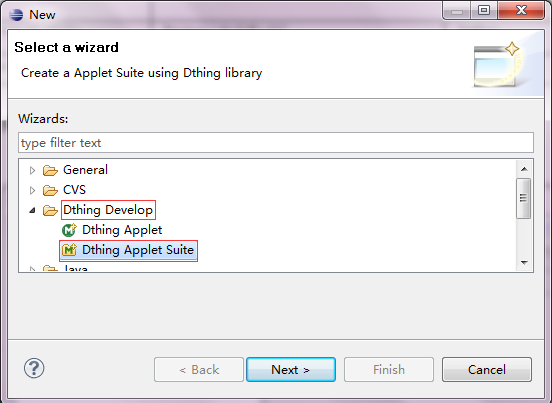 New
Select a wizard
Create a Applet Suite using Dthing library
Wizards:
type filter text
General
CVS
Dthing Develop
Dthing Applet
Dthing Applet Suite
Java
< Back
Next >
Finish
Cancel